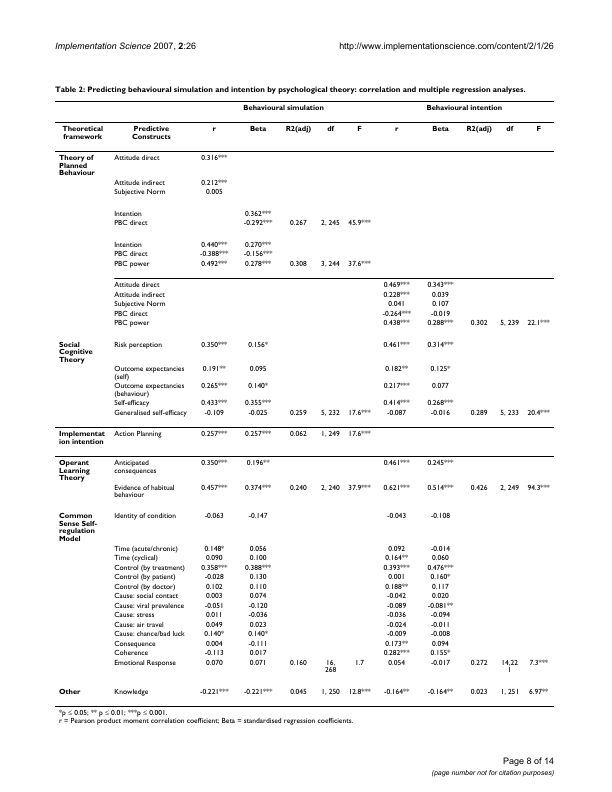 Implementation Science 2007, 2:26 http://www.implementationscience.com/content/2/1/26
Table 2: Predicting behavioural simulation and intention by psychological theory: correlation and multiple regression analyses.
Behavioural simulation Behavioural intention
Theoretical framework Predictive Constructs r Beta R2(adj) df F r Beta R2(adj) df F
Theory of Planned Behaviour Attitude direct 0.316***
Attitude indirect 0.212***
Subjective Norm 0.005
Intention 0.362***
PBC direct -0.292*** 0.267 2, 245 45.9***
Intention 0.440*** 0.270***
PBC direct -0.388*** -0.156***
PBC power 0.492*** 0.278*** 0.308 3, 244 37.6***
Attitude direct 0.469*** 0.343***
Attitude indirect 0.228*** 0.039
Subjective Norm 0.041 0.107
PBC direct -0.264*** -0.019
PBC power 0.438*** 0.288*** 0.302 5, 239 22.1***
Social Cognitive Theory Risk perception 0.350*** 0.156* 0.461*** 0.314***
Outcome expectancies (self) 0.191** 0.095 0.182** 0.125*
Outcome expectancies (behaviour) 0.265*** 0.140* 0.217*** 0.077
Self-efficacy 0.433*** 0.355*** 0.414*** 0.268***
Generalised self-efficacy -0.109 -0.025 0.259 5, 232 17.6*** -0.087 -0.016 0.289 5, 233 20.4***
Implementat ion intention Action Planning 0.257*** 0.257*** 0.062 1, 249 17.6***
Operant Learning Theory Anticipated consequences 0.350*** 0.196** 0.461*** 0.245***
Evidence of habitual behaviour 0.457*** 0.374*** 0.240 2, 240 37.9*** 0.621*** 0.514*** 0.426 2, 249 94.3***
Common Sense Self-regulation Model Identity of condition -0.063 -0.147 -0.043 -0.108
Time (acute/chronic) 0.148* 0.056 0.092 -0.014
Time (cyclical) 0.090 0.100 0.164** 0.060
Control (by treatment) 0.358*** 0.388*** 0.393*** 0.476***
Control (by patient) -0.028 0.130 0.001 0.160*
Control (by doctor) 0.102 0.110 0.188** 0.117
Cause: social contact 0.003 0.074 -0.042 0.020
Cause: viral prevalence -0.051 -0.120 -0.089 -0.081**
Cause: stress 0.011 -0.036 -0.036 -0.094
Cause: air travel 0.049 0.023 -0.024 -0.011
Cause: chance/bad luck 0.140* 0.140* -0.009 -0.008
Consequence 0.004 -0.111 0.173** 0.094
Coherence -0.113 0.017 0.282*** 0.155*
Emotional Response 0.070 0.071 0.160 16, 268 1.7 0.054 -0.017 0.272 14,22 1 7.3***
Other Knowledge -0.221*** -0.221*** 0.045 1, 250 12.8*** -0.164** -0.164** 0.023 1, 251 6.97**
*p ≤ 0.05; ** p ≤ 0.01; ***p ≤ 0.001.
r = Pearson product moment correlation coefficient; Beta = standardised regression coefficients.
Page 8 of 14
(page number not for citation purposes)